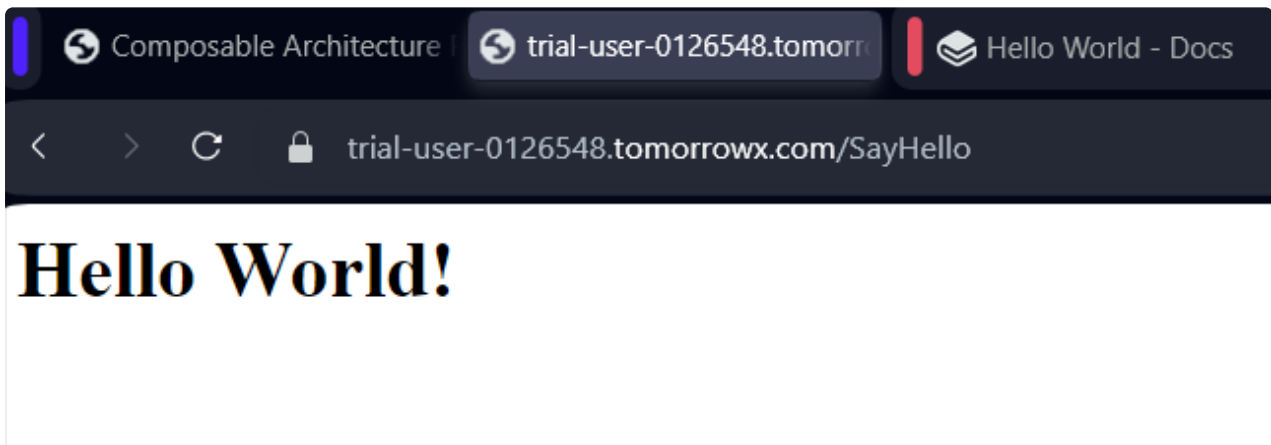 Composable Architecture
trial-user-0126548.tomorr
Hello World - Docs
trial-user-0126548.tomorrowx.com/SayHello
Hello World!